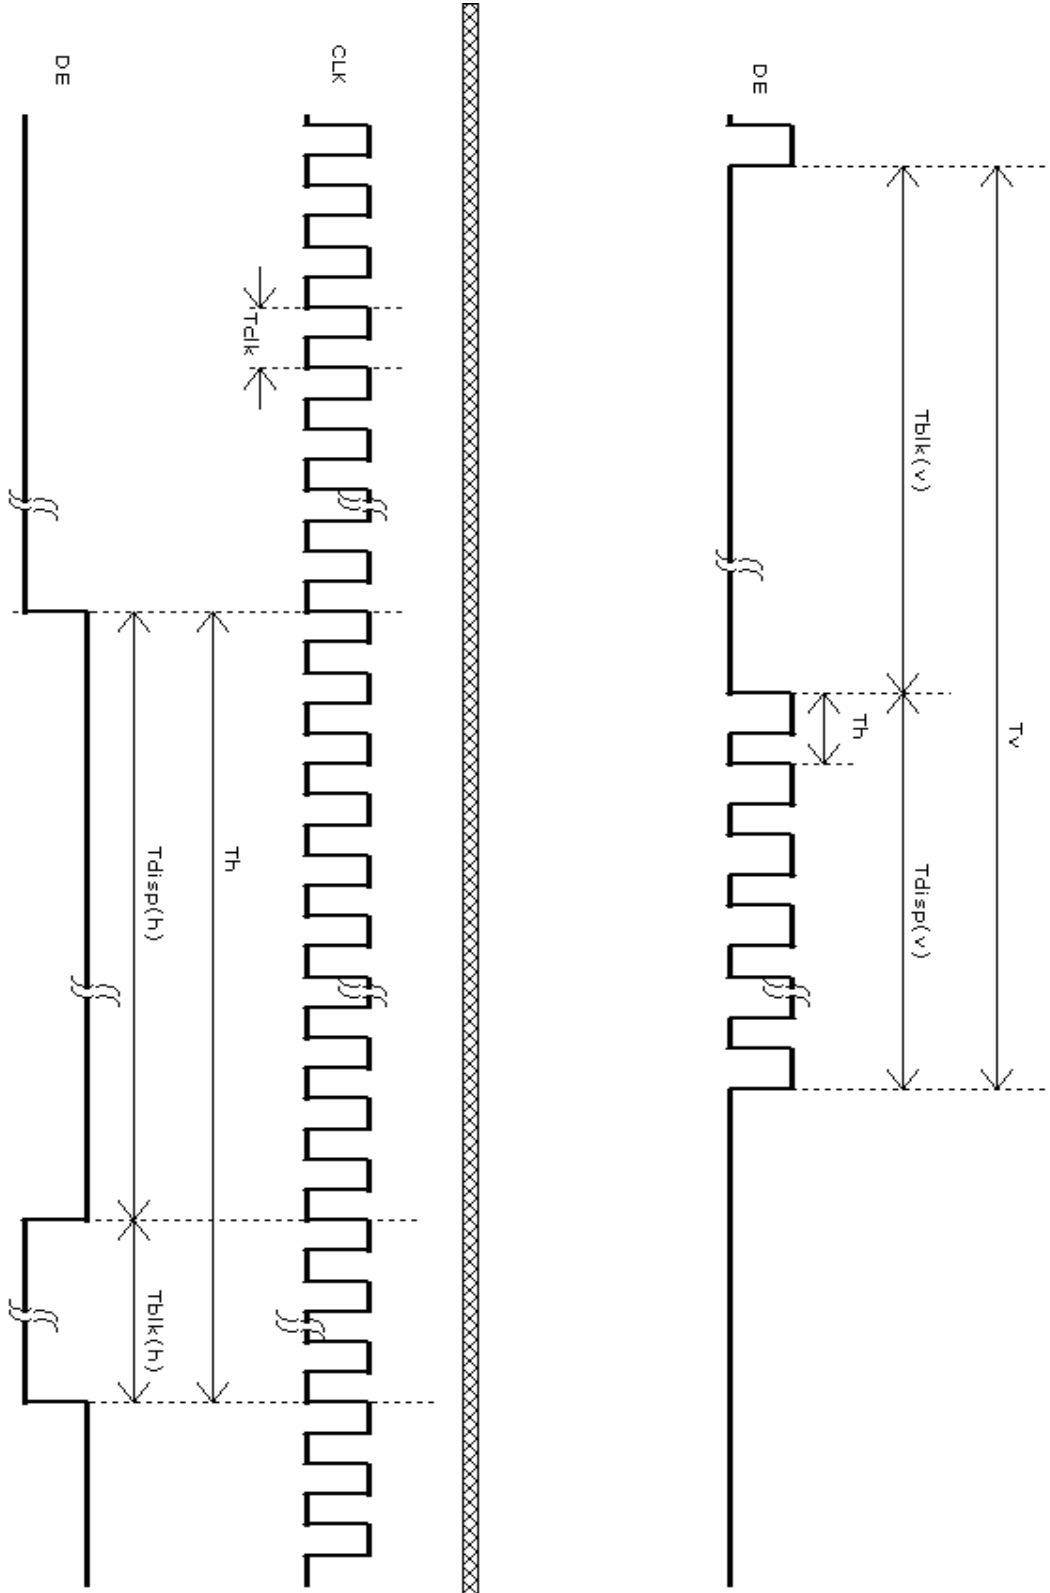 Tv
Tblk(v)
Tdisp(v)
Th
DE
CLK
Tclk
Th
Tdisp(h)
Tblk(h)
DE